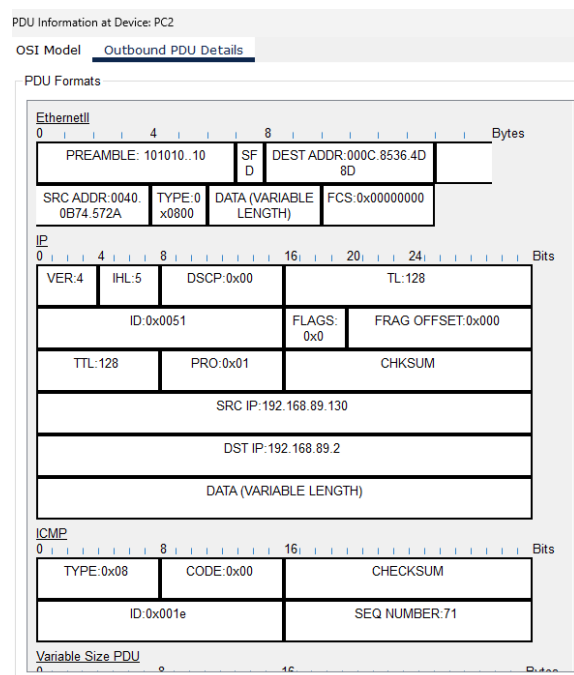 PDU Information at Device: PC2
OSI Model Outbound PDU Details
PDU Formats
EthernetII
0 4 8 Bytes
PREAMBLE: 101010..10 SF DEST ADDR:000C.8536.4D
D 8D
SRC ADDR:0040. TYPE:0 DATA (VARIABLE FCS:0x00000000
0B74.572A x0800 LENGTH)
IP
0 4 8 16 20 24 Bits
VER:4 IHL:5 DSCP:0x00 TL:128
ID:0x0051 FLAGS: FRAG OFFSET:0x000
0x0
TTL:128 PRO:0x01 CHKSUM
SRC IP:192.168.89.130
DST IP:192.168.89.2
DATA (VARIABLE LENGTH)
ICMP
0 8 16 Bits
TYPE:0x08 CODE:0x00 CHECKSUM
ID:0x001e SEQ NUMBER:71
Variable Size PDU
0 8 16 Bytes